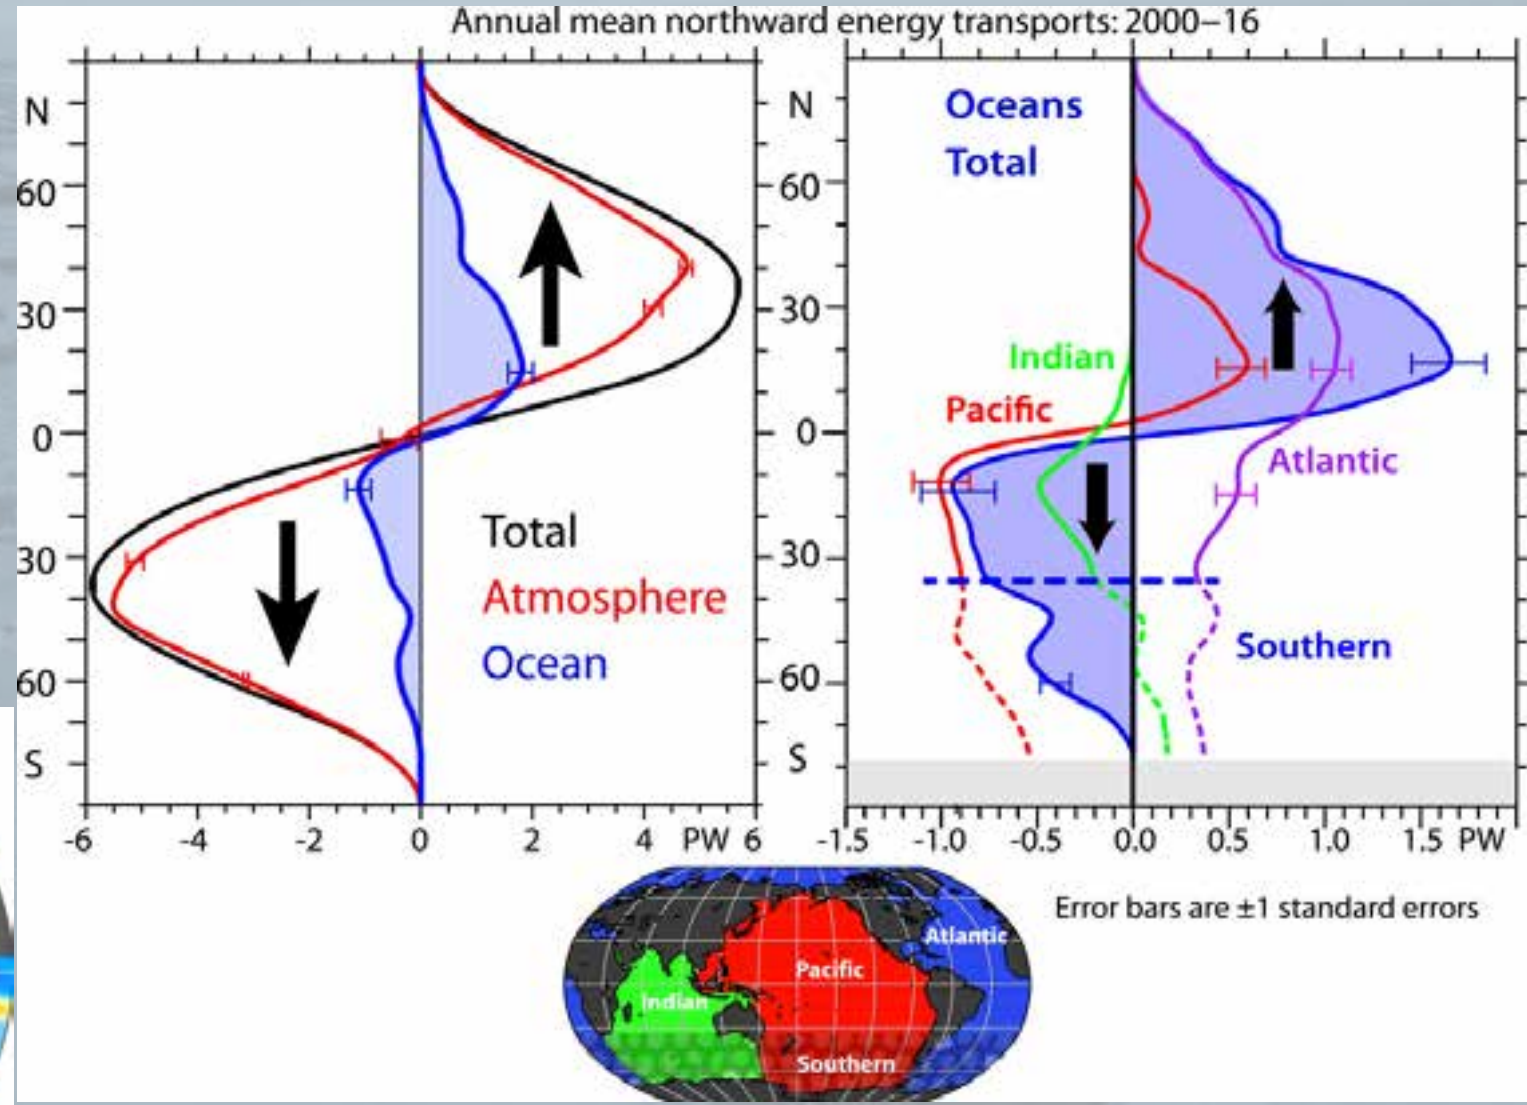 Annual mean northward energy transports: 2000–16
N
60
30
0
30
60
S
Total
Atmosphere
Ocean
-6 -4 -2 0 2 4 PW 6
N
60
30
0
30
60
S
Oceans
Total
Indian
Pacific
Atlantic
Southern
-1.5 -1.0 -0.5 0.0 0.5 1.0 1.5 PW
Error bars are ±1 standard errors
Atlantic
Pacific
Indian
Southern